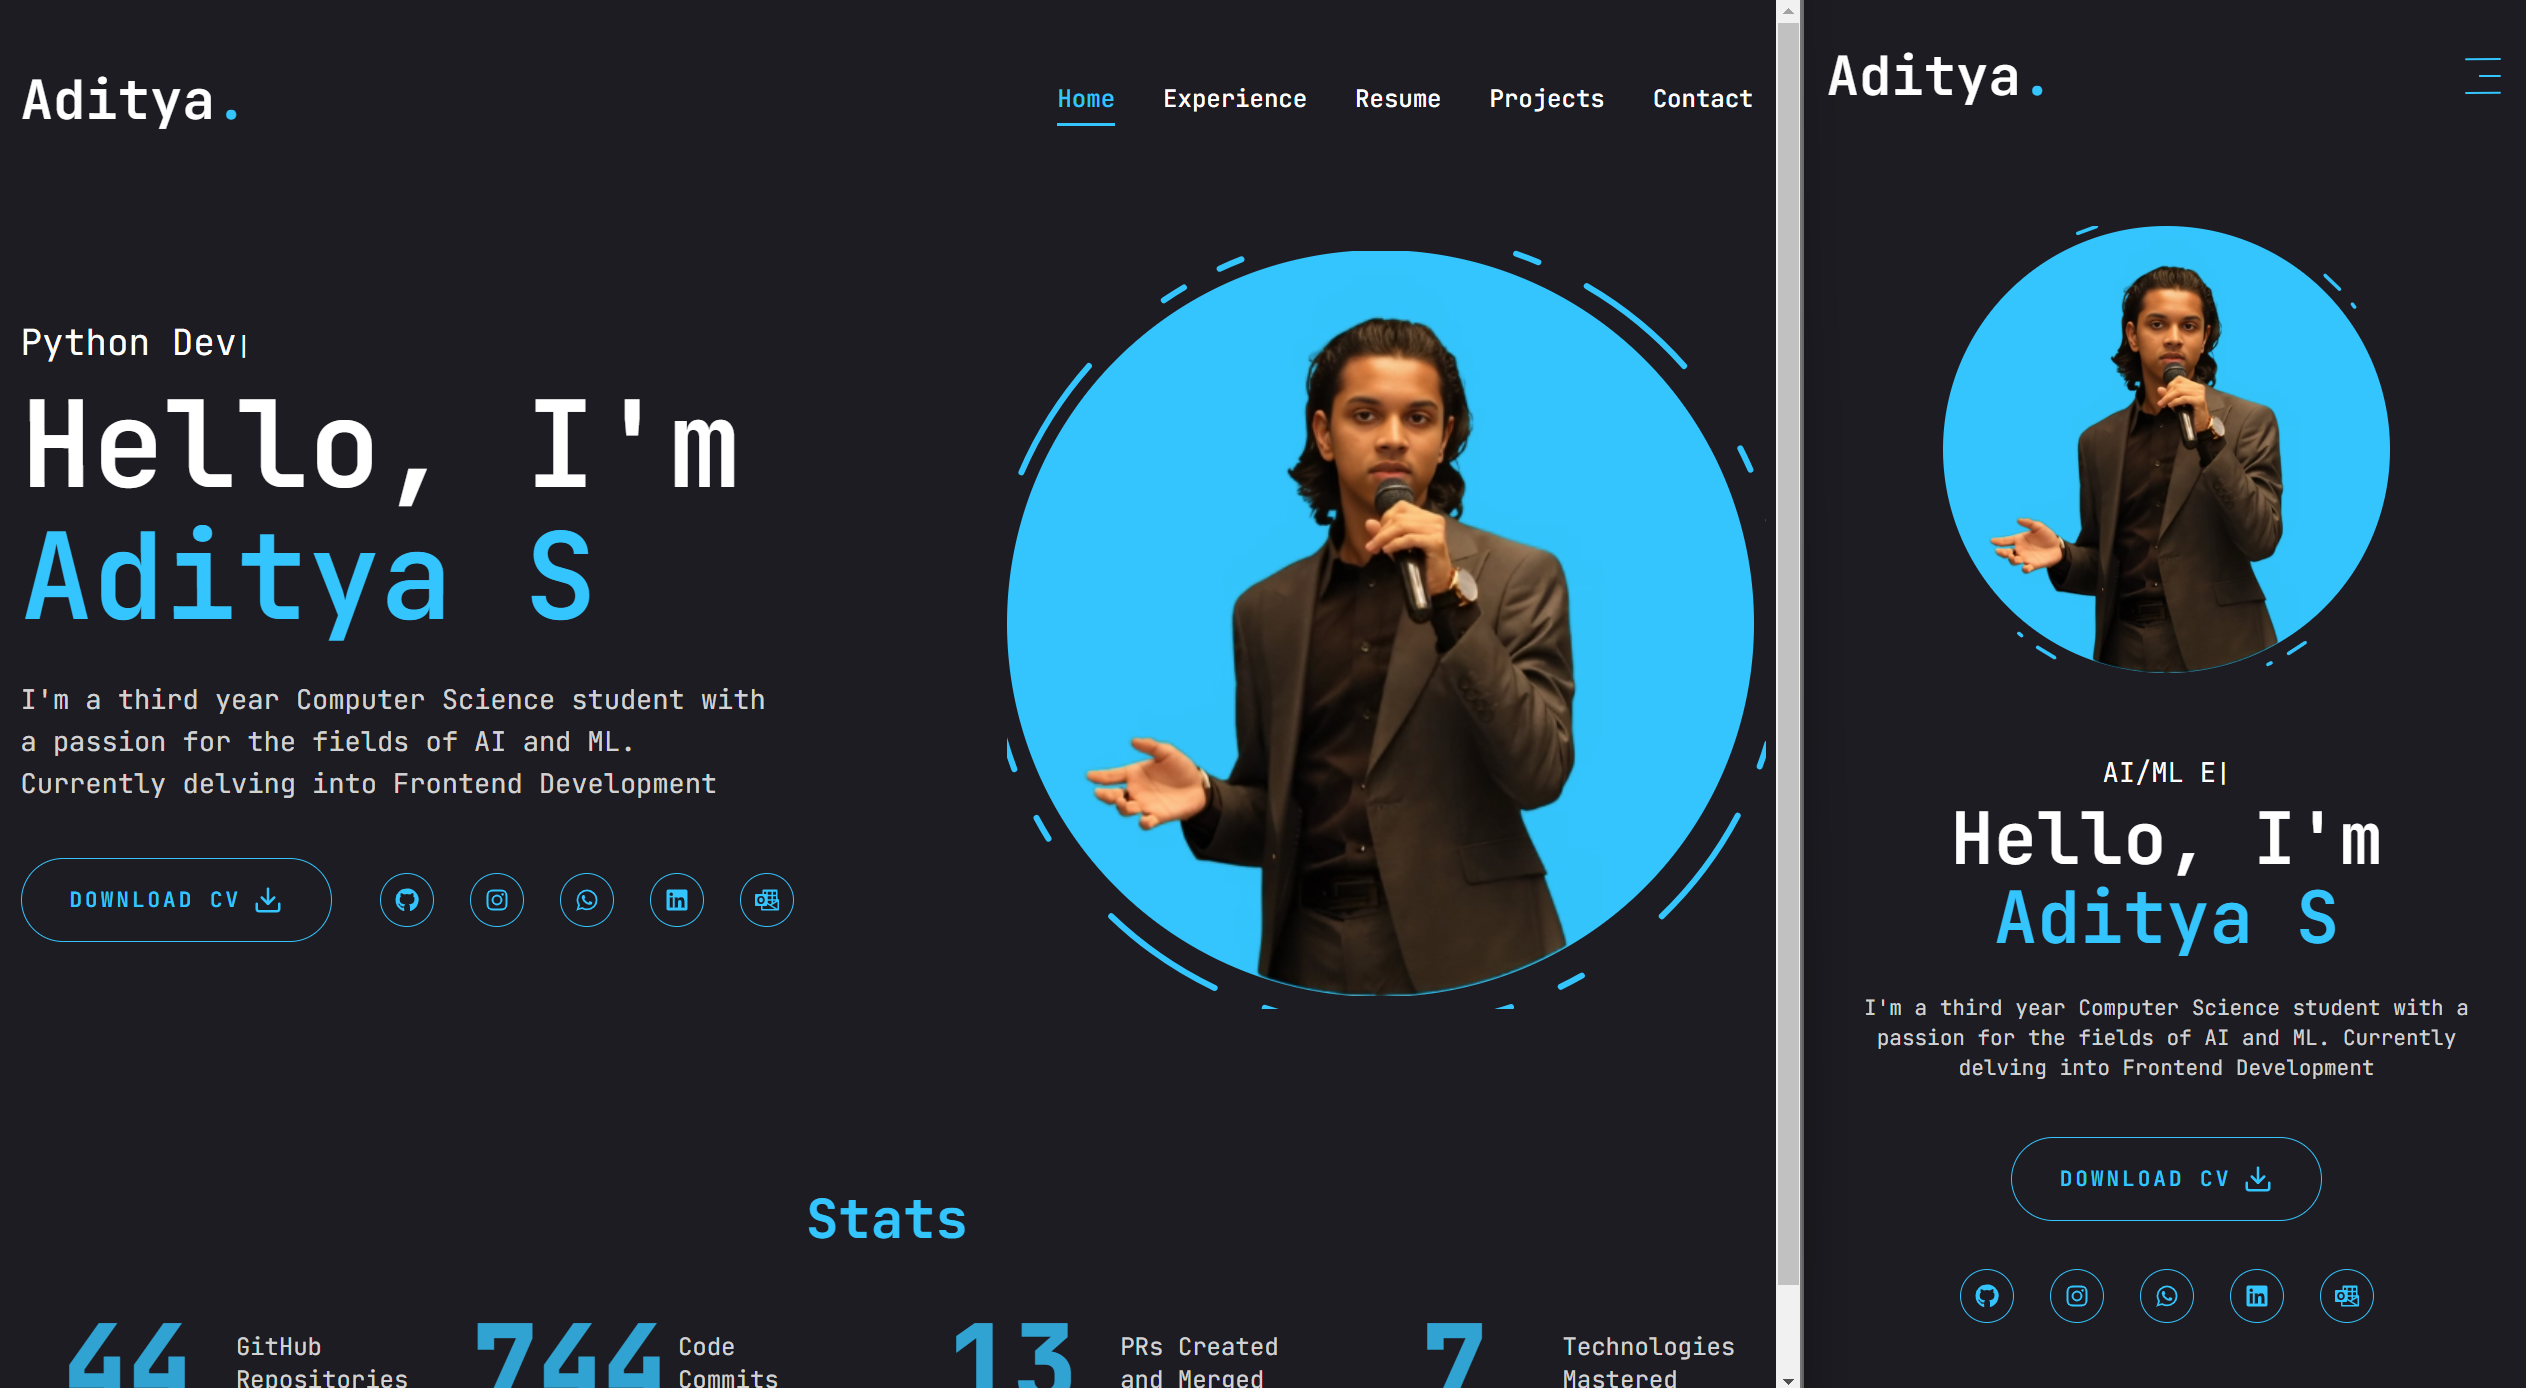 Aditya.
Home Experience Resume Projects Contact
Python Dev|
Hello, I'm
Aditya S
I'm a third year Computer Science student with
a passion for the fields of AI and ML.
Currently delving into Frontend Development
DOWNLOAD CV
Stats
44 GitHub
Repositories
744 Code
Commits
13 PRs Created
and Merged
7 Technologies
Mastered
Aditya.
AI/ML E|
Hello, I'm
Aditya S
I'm a third year Computer Science student with a
passion for the fields of AI and ML. Currently
delving into Frontend Development
DOWNLOAD CV